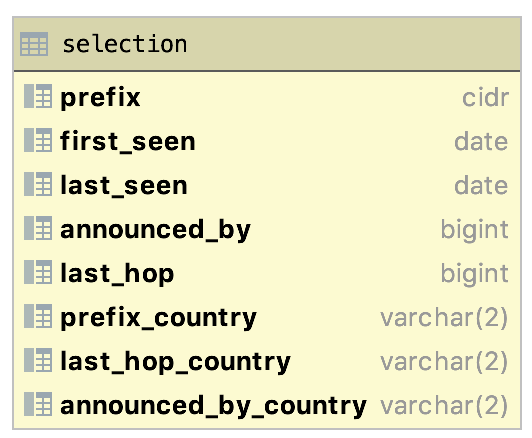 selection
prefix cidr
first_seen date
last_seen date
announced_by bigint
last_hop bigint
prefix_country varchar(2)
last_hop_country varchar(2)
announced_by_country varchar(2)